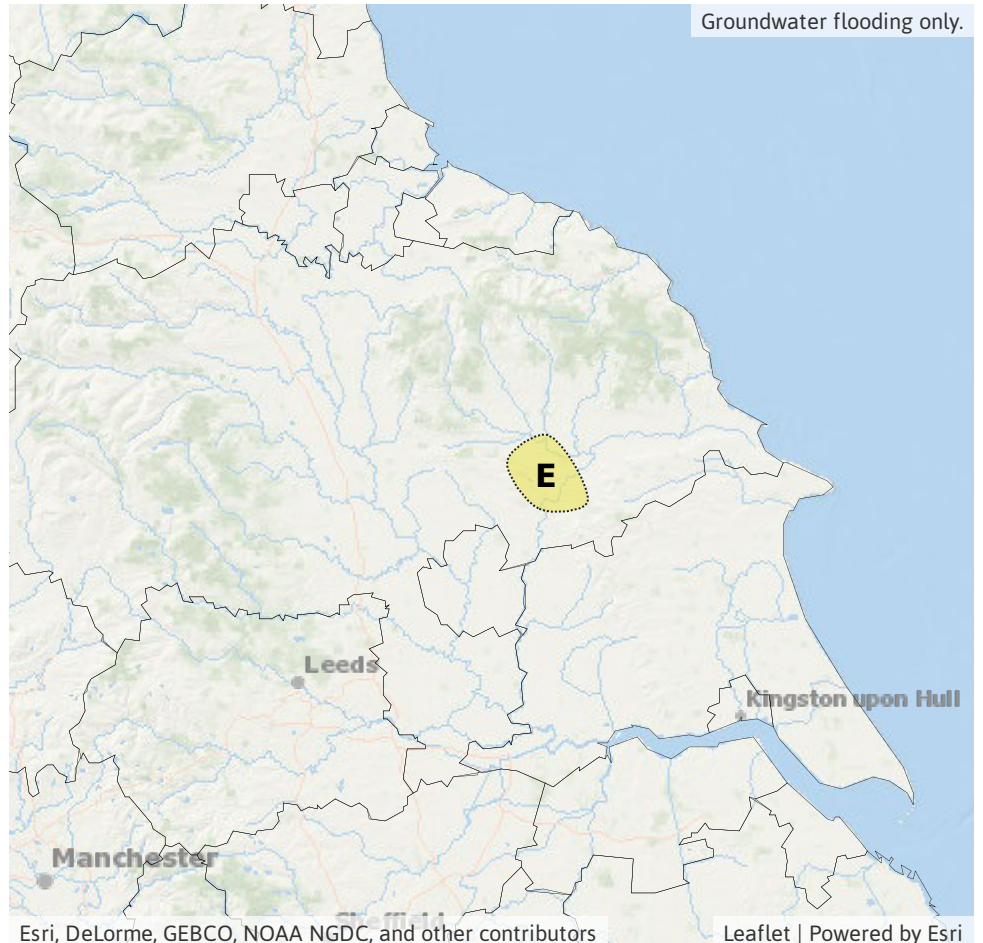 Groundwater flooding only.
E
Leeds
Kingston upon Hull
Manchester
Sheffield
Esri, DeLorme, GEBCO, NOAA NGDC, and other contributors
Leaflet | Powered by Esri